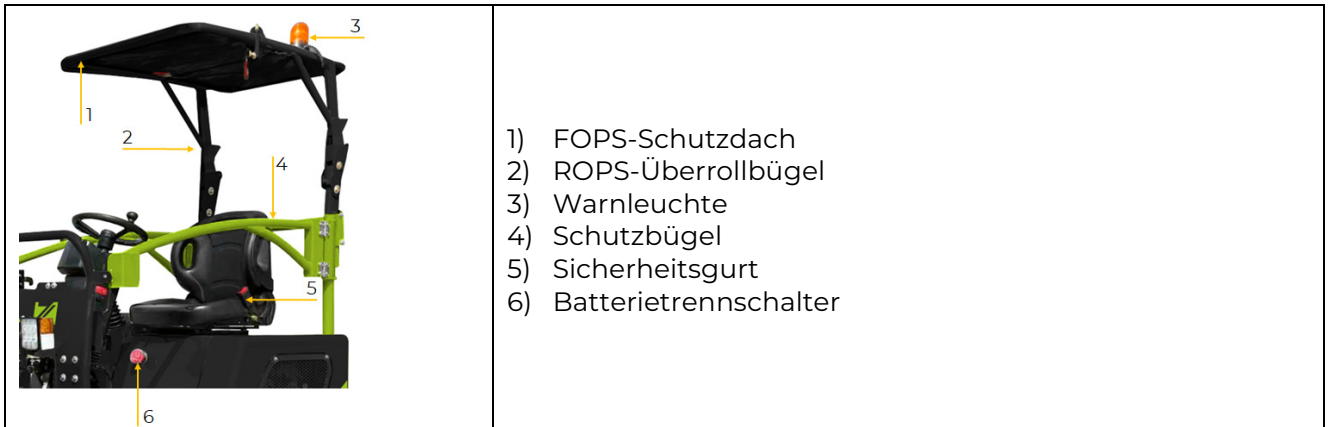 3
1
2
4
5
6
1) FOPS-Schutzdach
2) ROPS-Überrollbügel
3) Warnleuchte
4) Schutzbügel
5) Sicherheitsgurt
6) Batterietrennschalter